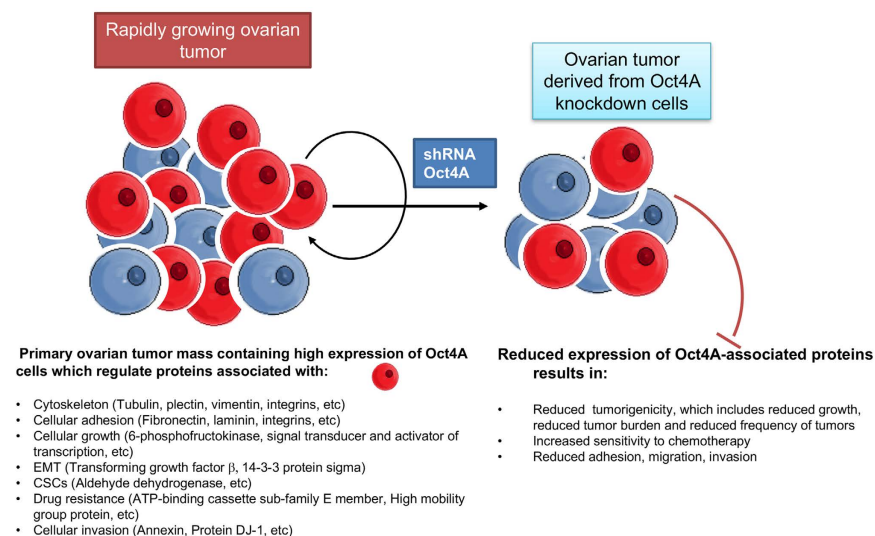 Rapidly growing ovarian
tumor
Ovarian tumor
derived from Oct4A
knockdown cells
shRNA
Oct4A
Primary ovarian tumor mass containing high expression of Oct4A
cells which regulate proteins associated with:
• Cytoskeleton (Tubulin, plectin, vimentin, integrins, etc)
• Cellular adhesion (Fibronectin, laminin, integrins, etc)
• Cellular growth (6-phosphofructokinase, signal transducer and activator of
transcription, etc)
• EMT (Transforming growth factor β, 14-3-3 protein sigma)
• CSCs (Aldehyde dehydrogenase, etc)
• Drug resistance (ATP-binding cassette sub-family E member, High mobility
group protein, etc)
• Cellular invasion (Annexin, Protein DJ-1, etc)
Reduced expression of Oct4A-associated proteins
results in:
• Reduced tumorigenicity, which includes reduced growth,
reduced tumor burden and reduced frequency of tumors
• Increased sensitivity to chemotherapy
• Reduced adhesion, migration, invasion